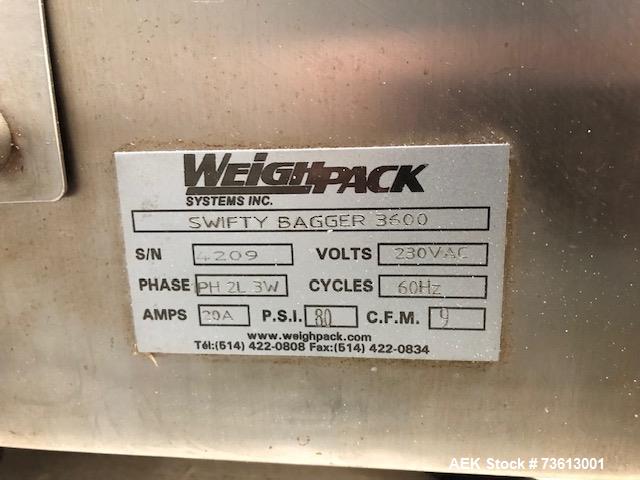 WEIGHPACK
SYSTEMS INC.
SWIFTY BAGGER 3600
S/N 4209 VOLTS 230VAC
PHASE PH 2L 3W CYCLES 60Hz
AMPS 20A P.S.I. 80 C.F.M. 9
www.weighpack.com
Tél:(514) 422-0808 Fax:(514) 422-0834
AEK Stock # 73613001